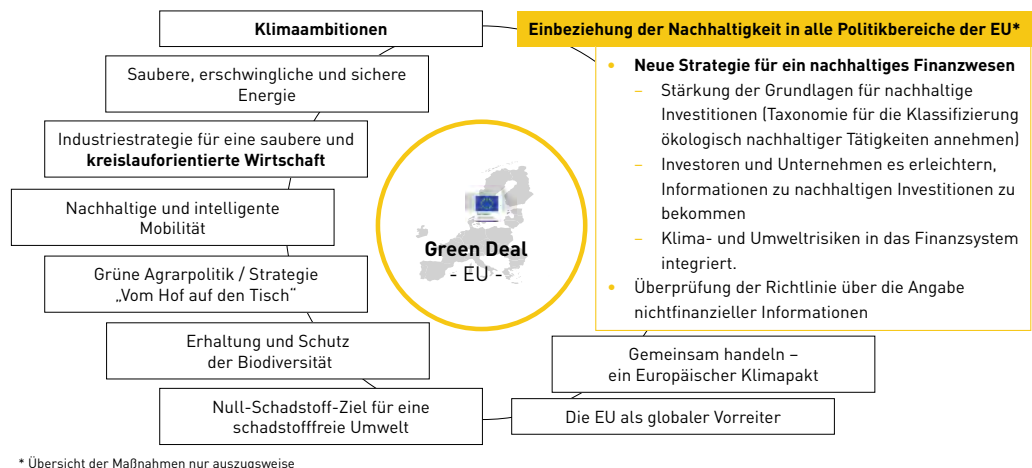 Klimaambitionen
Saubere, erschwingliche und sichere
Energie
Industriestrategie für eine saubere und
kreislauforientierte Wirtschaft
Nachhaltige und intelligente
Mobilität
Grüne Agrarpolitik / Strategie
„Vom Hof auf den Tisch“
Erhaltung und Schutz
der Biodiversität
Null-Schadstoff-Ziel für eine
schadstofffreie Umwelt
Green Deal
- EU -
Einbeziehung der Nachhaltigkeit in alle Politikbereiche der EU*
• Neue Strategie für ein nachhaltiges Finanzwesen
– Stärkung der Grundlagen für nachhaltige
Investitionen (Taxonomie für die Klassifizierung
ökologisch nachhaltiger Tätigkeiten annehmen)
– Investoren und Unternehmen es erleichtern,
Informationen zu nachhaltigen Investitionen zu
bekommen
– Klima- und Umweltrisiken in das Finanzsystem
integriert.
• Überprüfung der Richtlinie über die Angabe
nichtfinanzieller Informationen
Gemeinsam handeln –
ein Europäischer Klimapakt
Die EU als globaler Vorreiter
* Übersicht der Maßnahmen nur auszugsweise